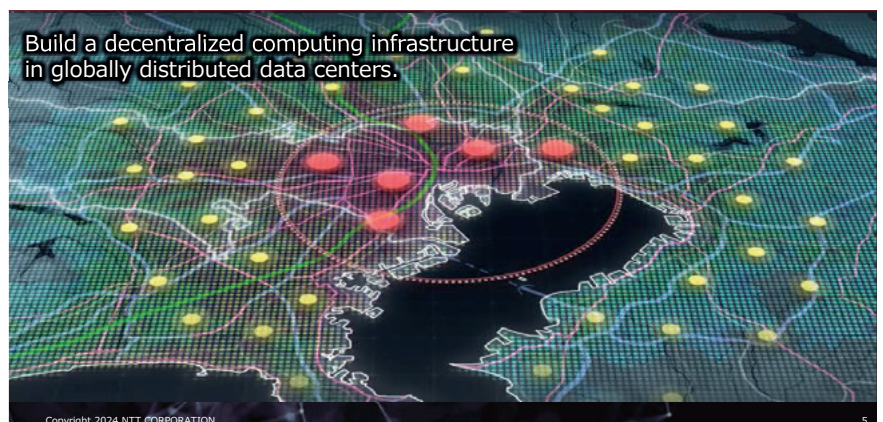 Build a decentralized computing infrastructure
in globally distributed data centers.
Copyright 2024 NTT CORPORATION
5